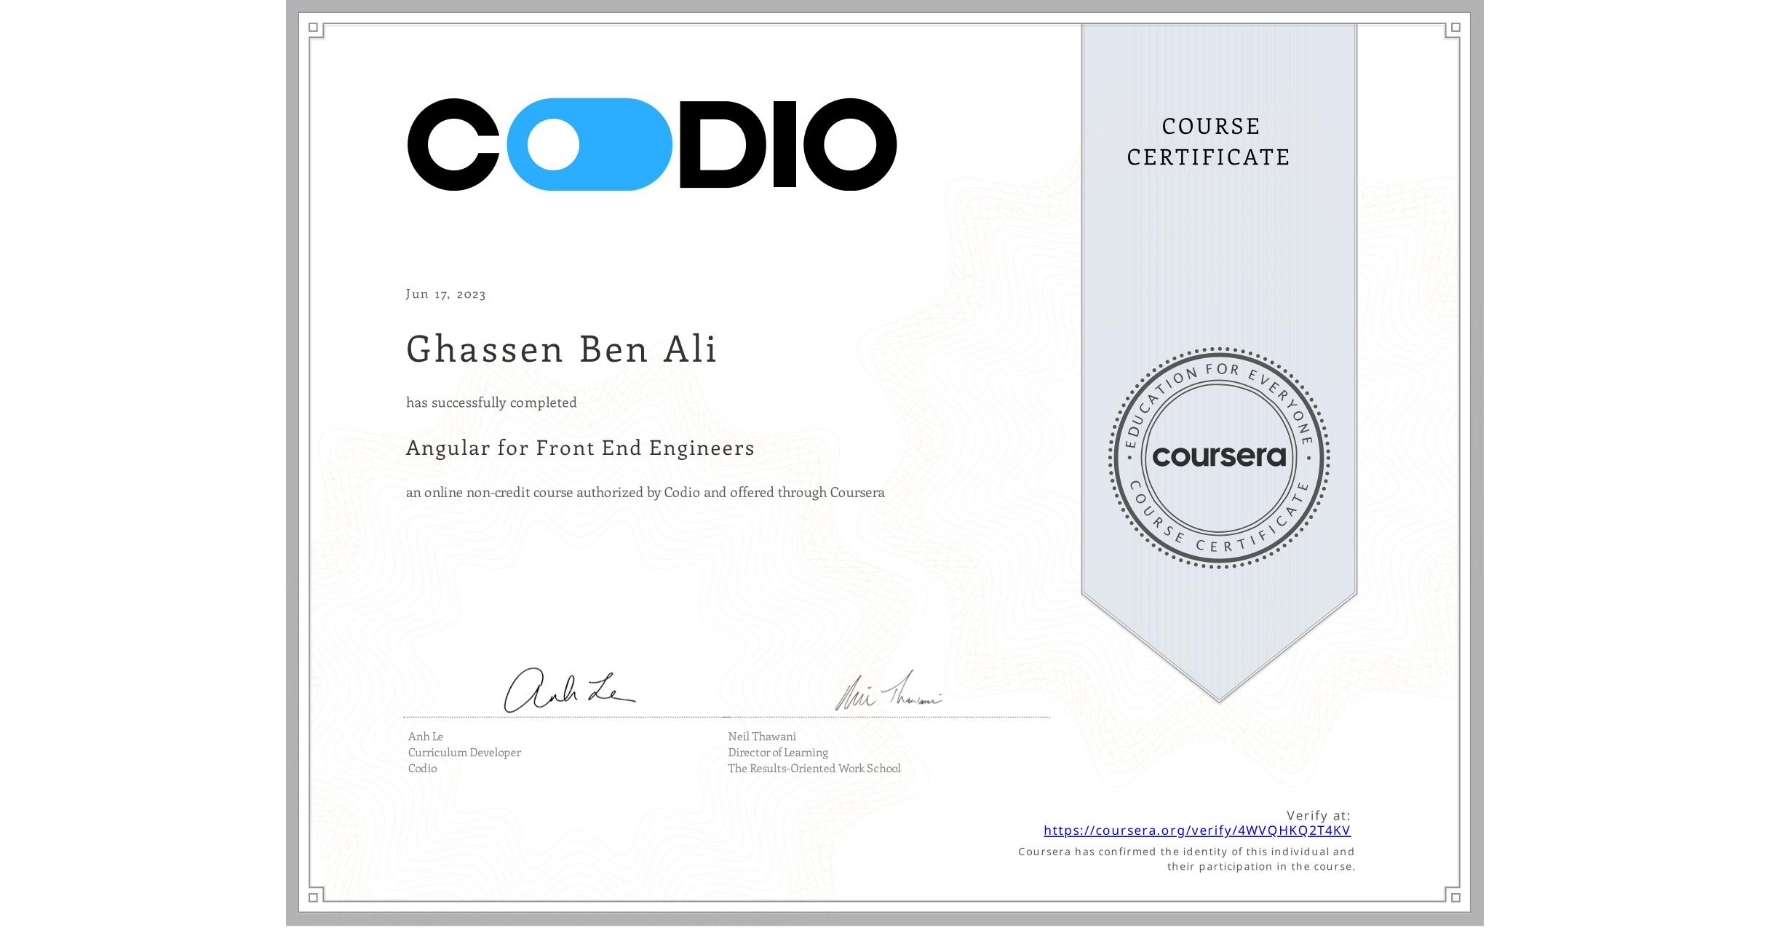 CODIO
COURSE
CERTIFICATE
Jun 17, 2023
Ghassen Ben Ali
has successfully completed
Angular for Front End Engineers
an online non-credit course authorized by Codio and offered through Coursera
EDUCATION FOR EVERYONE
coursera
COURSE CERTIFICATE
Anh Le
Anh Le
Curriculum Developer
Codio
Neil Thawani
Director of Learning
The Results-Oriented Work School
Verify at:
https://coursera.org/verify/4WVQHKQ2T4KV
Coursera has confirmed the identity of this individual and
their participation in the course.